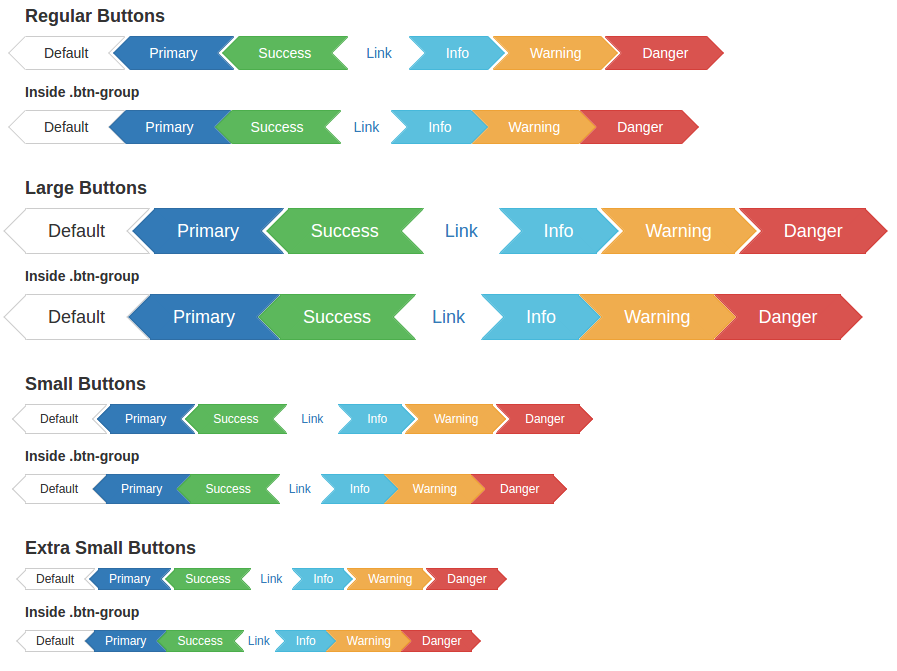 Regular Buttons
Default Primary Success Link Info Warning Danger
Inside .btn-group
Default Primary Success Link Info Warning Danger
Large Buttons
Default Primary Success Link Info Warning Danger
Inside .btn-group
Default Primary Success Link Info Warning Danger
Small Buttons
Default Primary Success Link Info Warning Danger
Inside .btn-group
Default Primary Success Link Info Warning Danger
Extra Small Buttons
Default Primary Success Link Info Warning Danger
Inside .btn-group
Default Primary Success Link Info Warning Danger